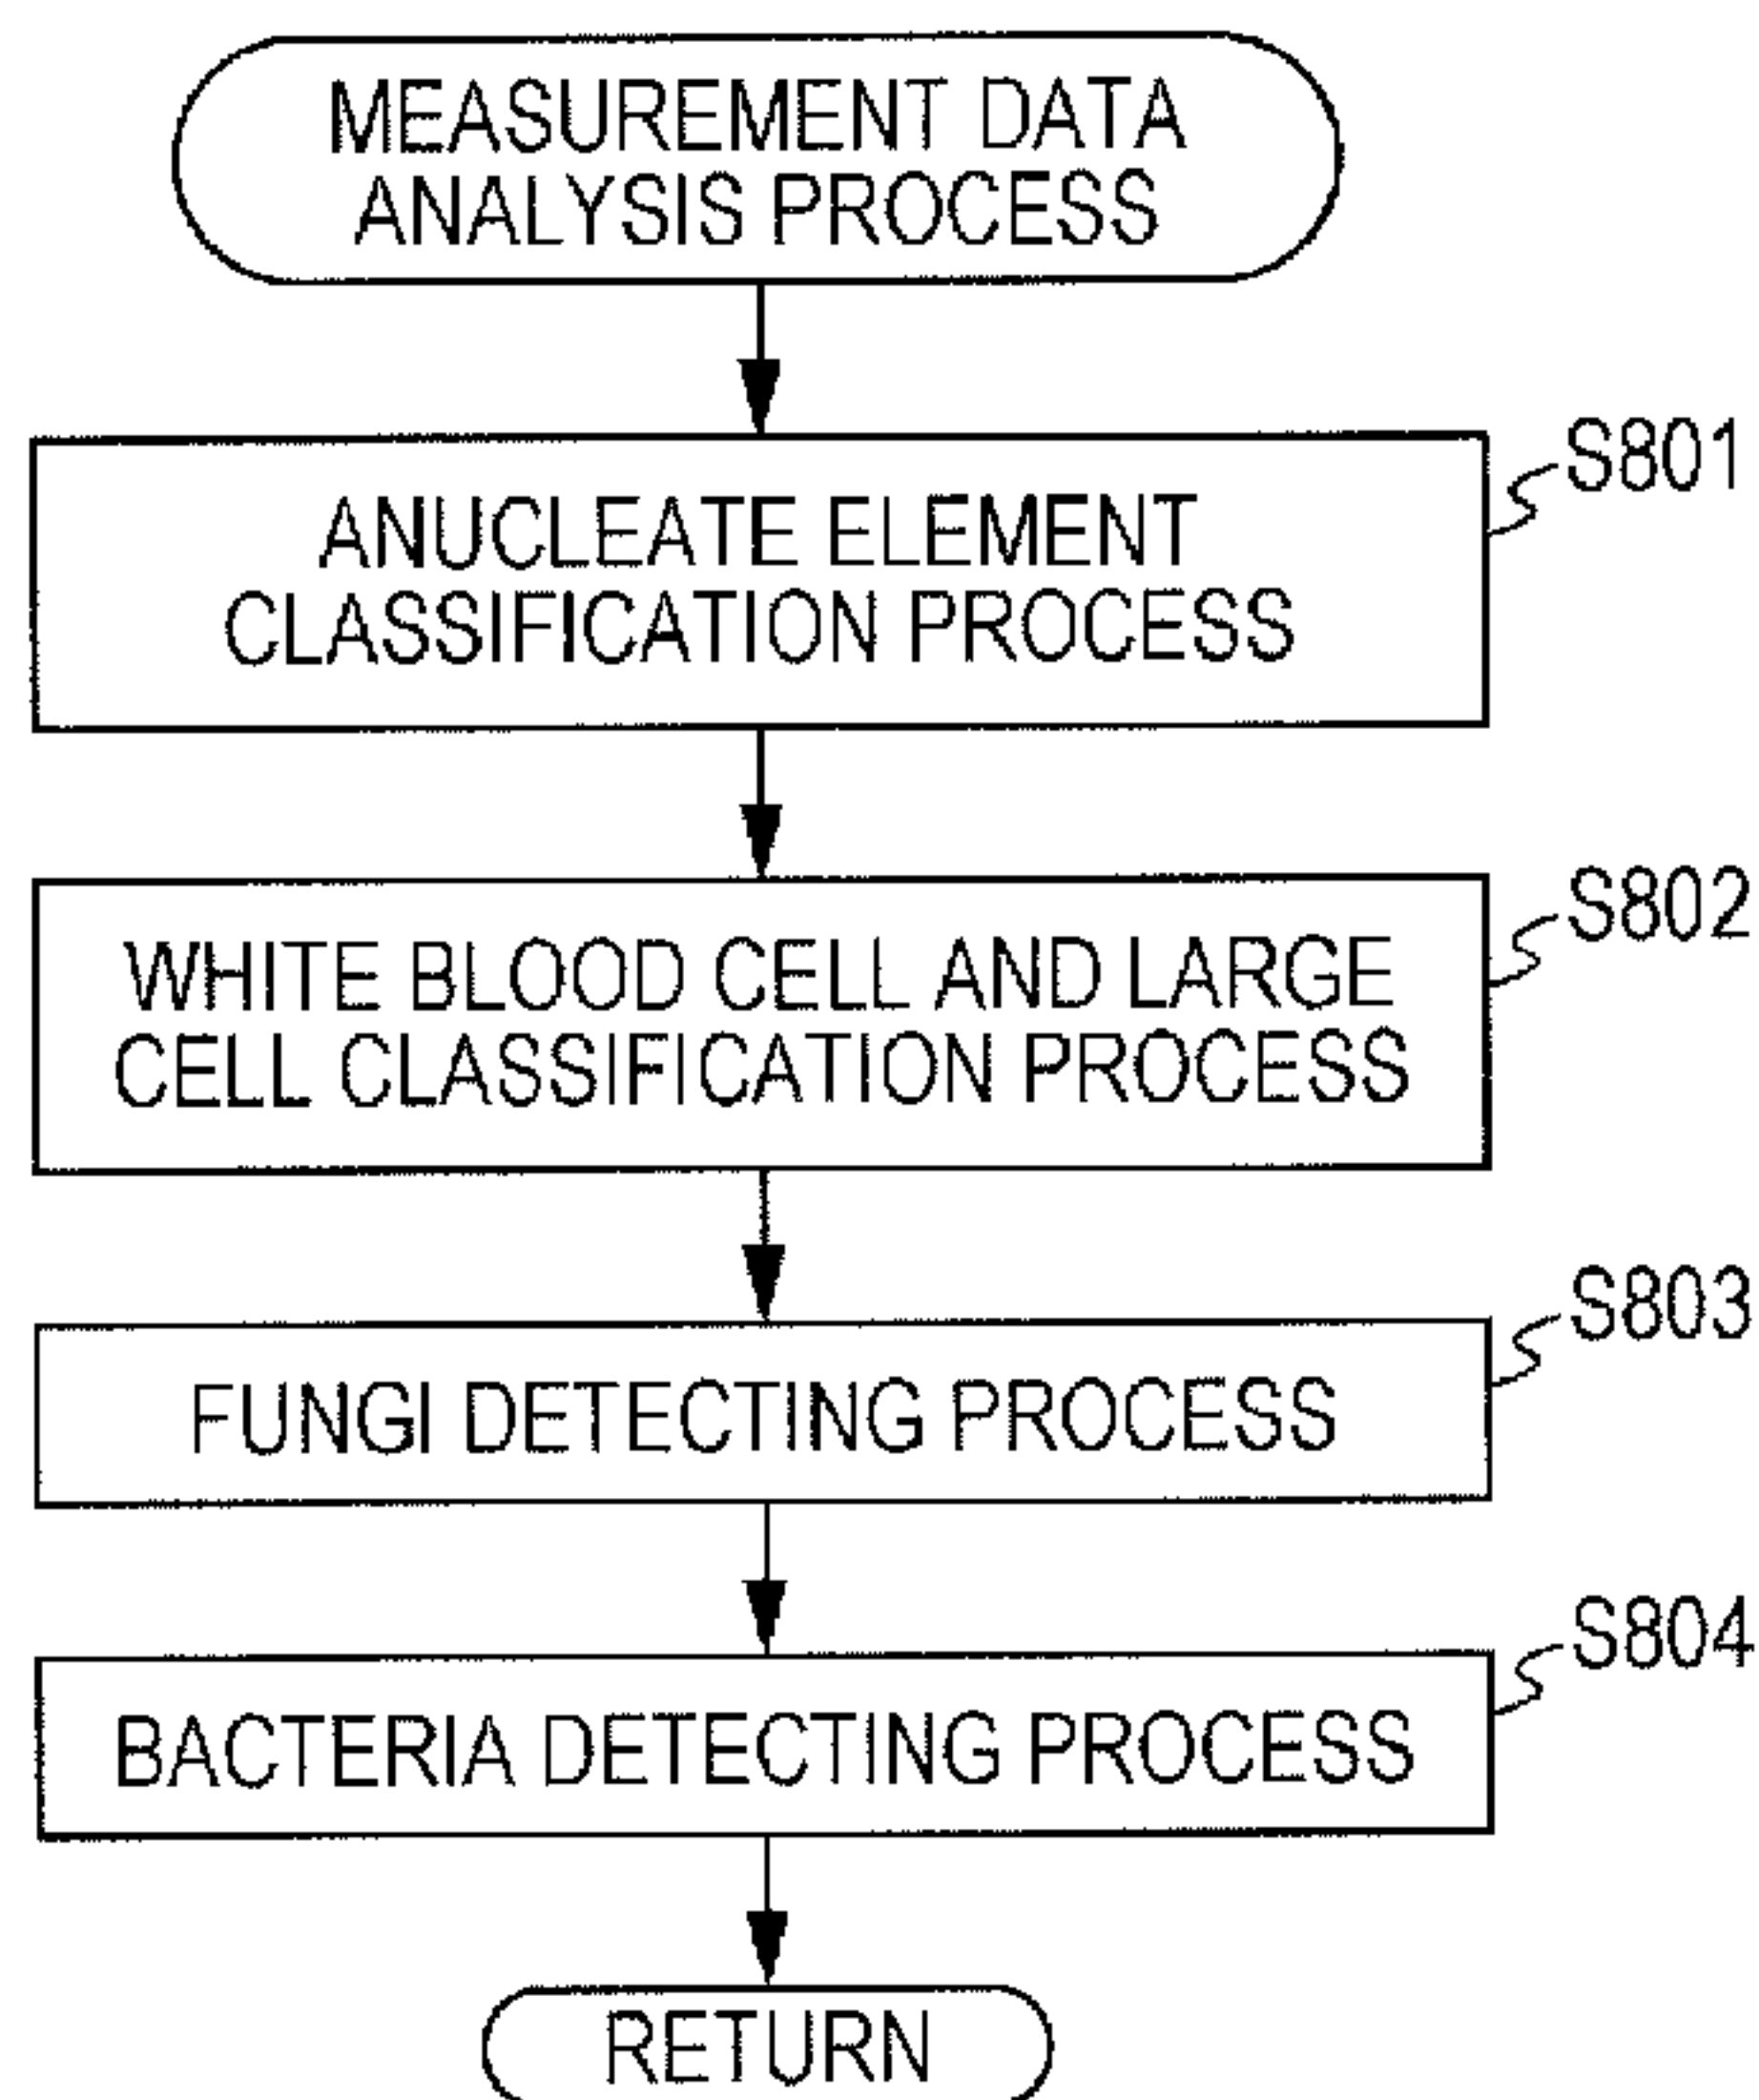 MEASUREMENT DATA
ANALYSIS PROCESS
S801
ANUCLEATE ELEMENT
CLASSIFICATION PROCESS
S802
WHITE BLOOD CELL AND LARGE
CELL CLASSIFICATION PROCESS
S803
FUNGI DETECTING PROCESS
S804
BACTERIA DETECTING PROCESS
RETURN